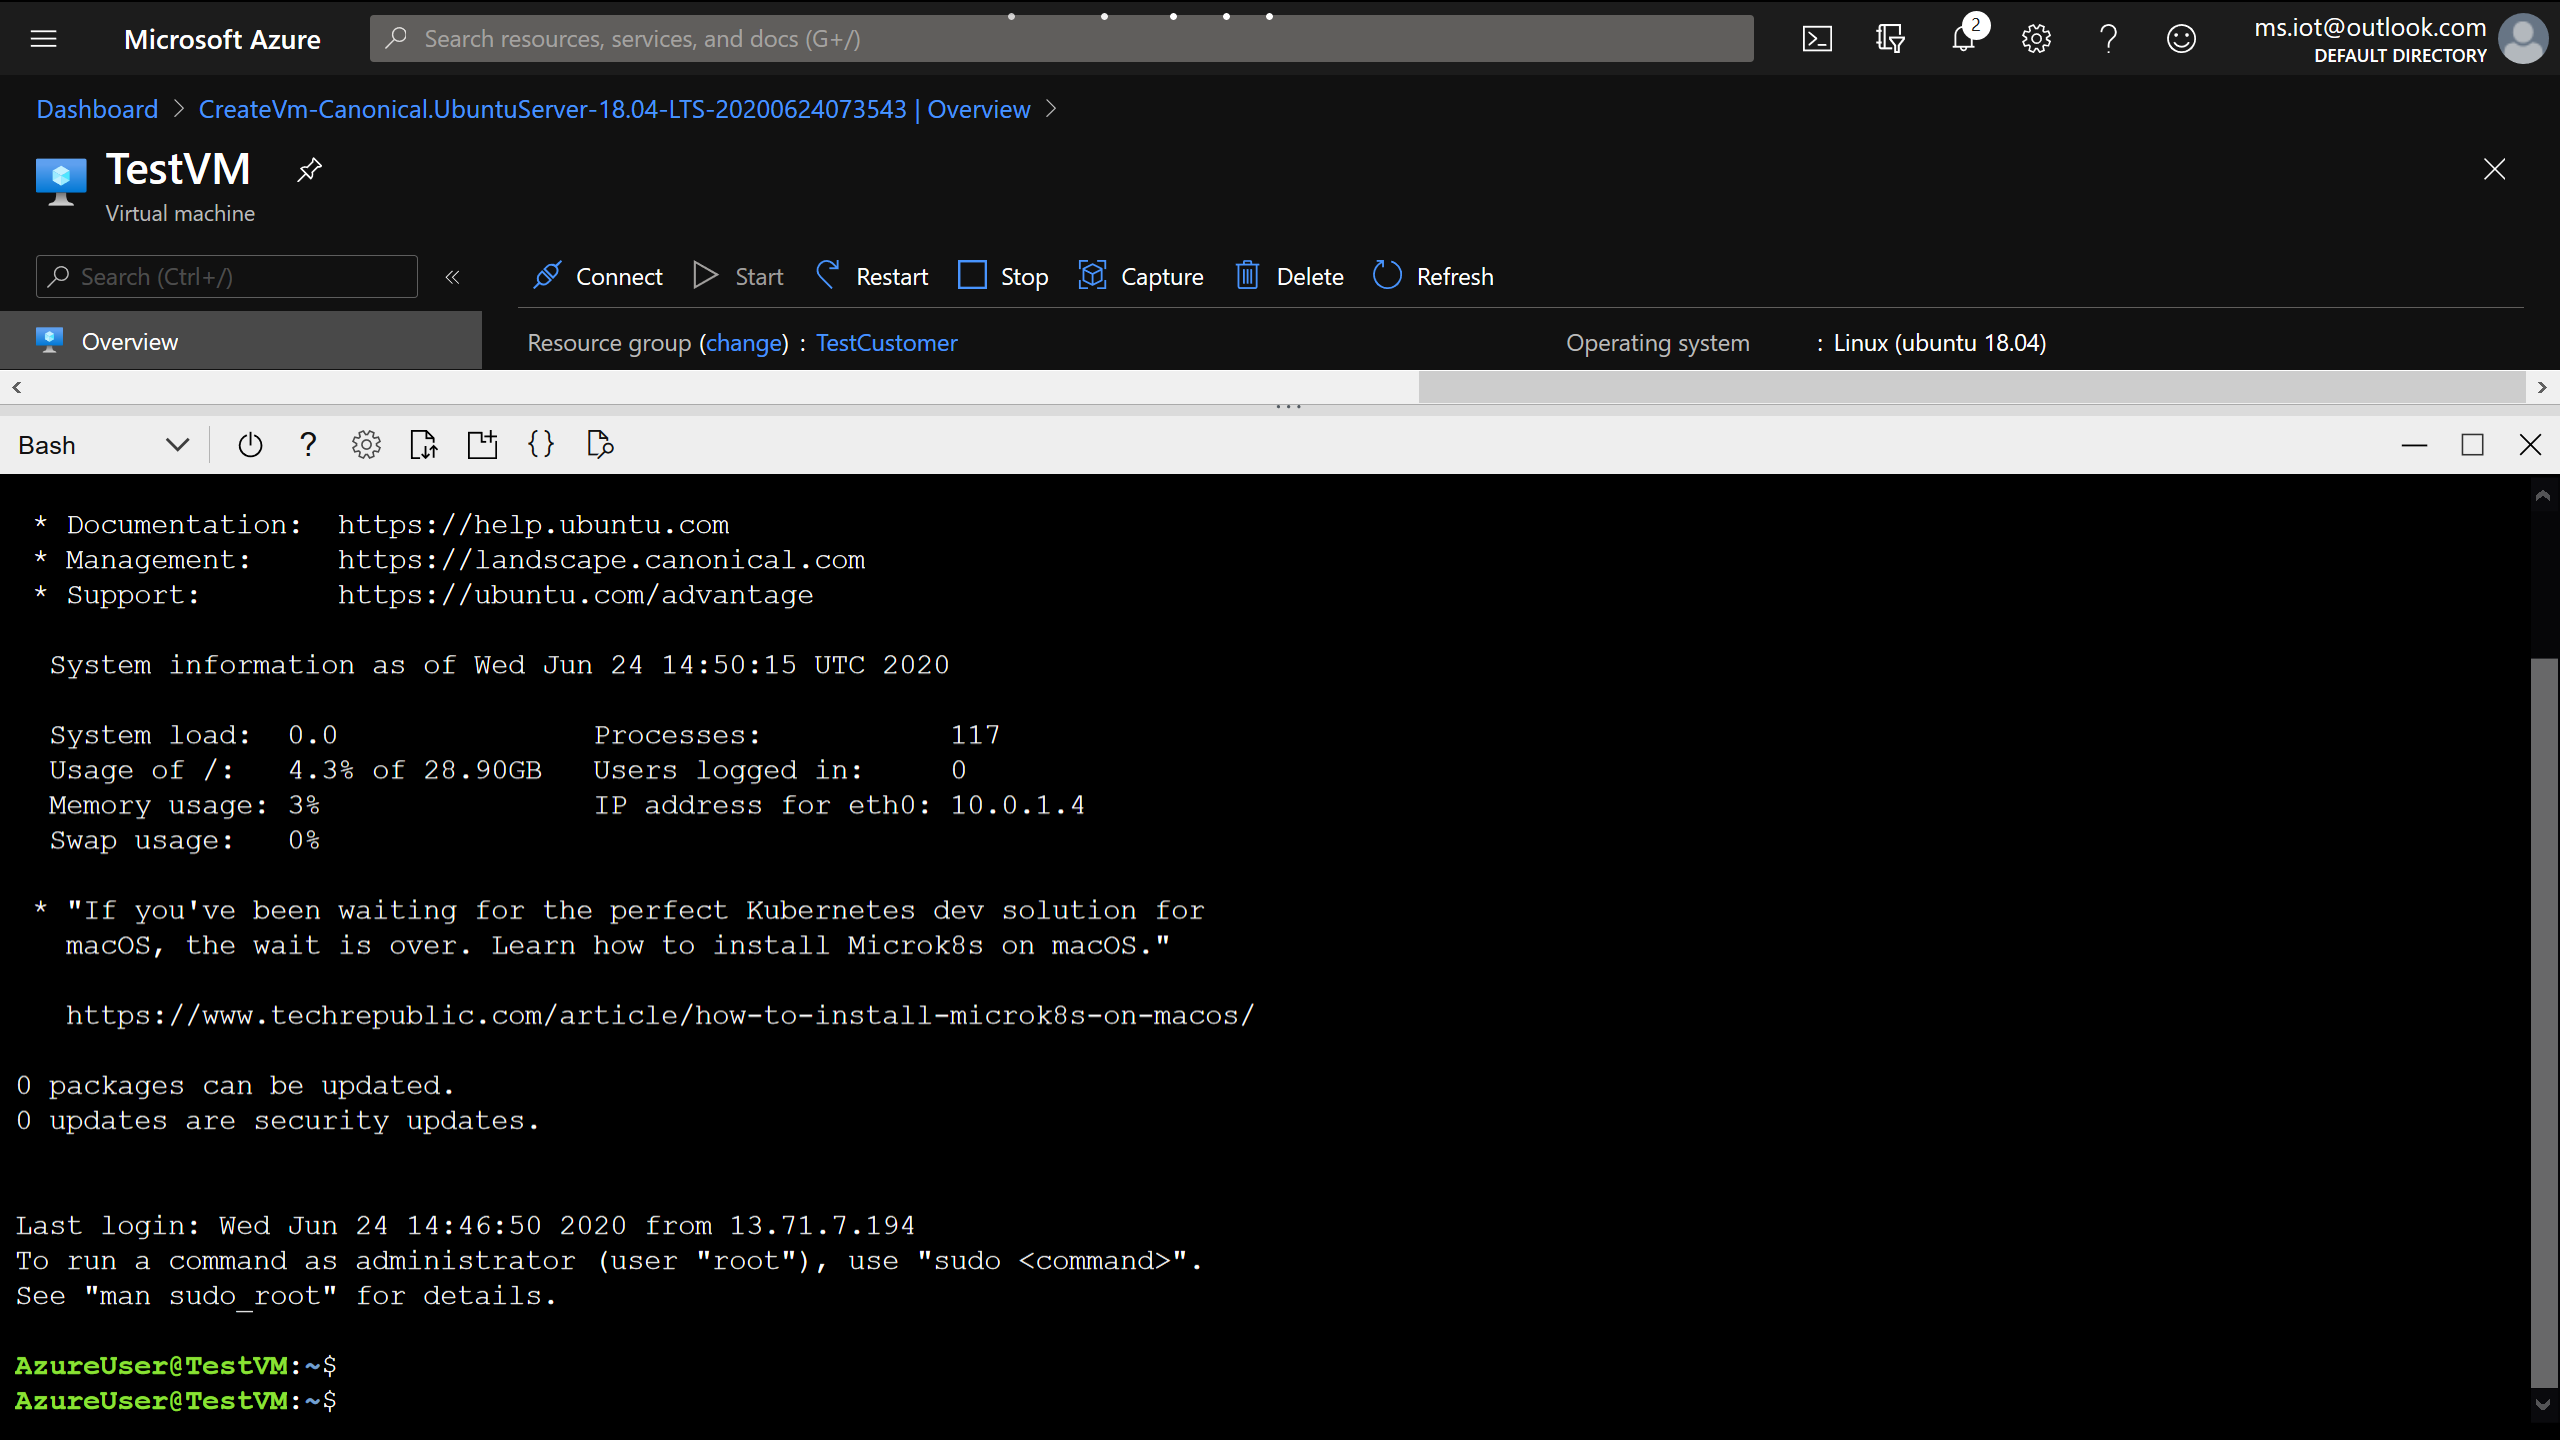 Microsoft Azure
Search resources, services, and docs (G+/)
2
ms.iot@outlook.com
DEFAULT DIRECTORY
Dashboard > CreateVm-Canonical.UbuntuServer-18.04-LTS-20200624073543 | Overview >
TestVM
Virtual machine
Search (Ctrl+/)
«
Connect
Start
Restart
Stop
Capture
Delete
Refresh
Overview
Resource group (change) : TestCustomer
Operating system : Linux (ubuntu 18.04)
Bash
?
{}
* Documentation:  https://help.ubuntu.com
* Management:     https://landscape.canonical.com
* Support:        https://ubuntu.com/advantage
System information as of Wed Jun 24 14:50:15 UTC 2020
System load:  0.0               Processes:           117
Usage of /:   4.3% of 28.90GB   Users logged in:     0
Memory usage: 3%                IP address for eth0: 10.0.1.4
Swap usage:   0%
* "If you've been waiting for the perfect Kubernetes dev solution for
macOS, the wait is over. Learn how to install Microk8s on macOS."
https://www.techrepublic.com/article/how-to-install-microk8s-on-macos/
0 packages can be updated.
0 updates are security updates.
Last login: Wed Jun 24 14:46:50 2020 from 13.71.7.194
To run a command as administrator (user "root"), use "sudo <command>".
See "man sudo_root" for details.
AzureUser@TestVM:~$
AzureUser@TestVM:~$